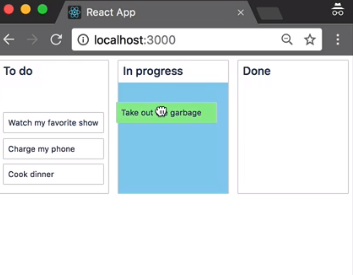 React App
localhost:3000
To do
In progress
Done
Take out the garbage
Watch my favorite show
Charge my phone
Cook dinner